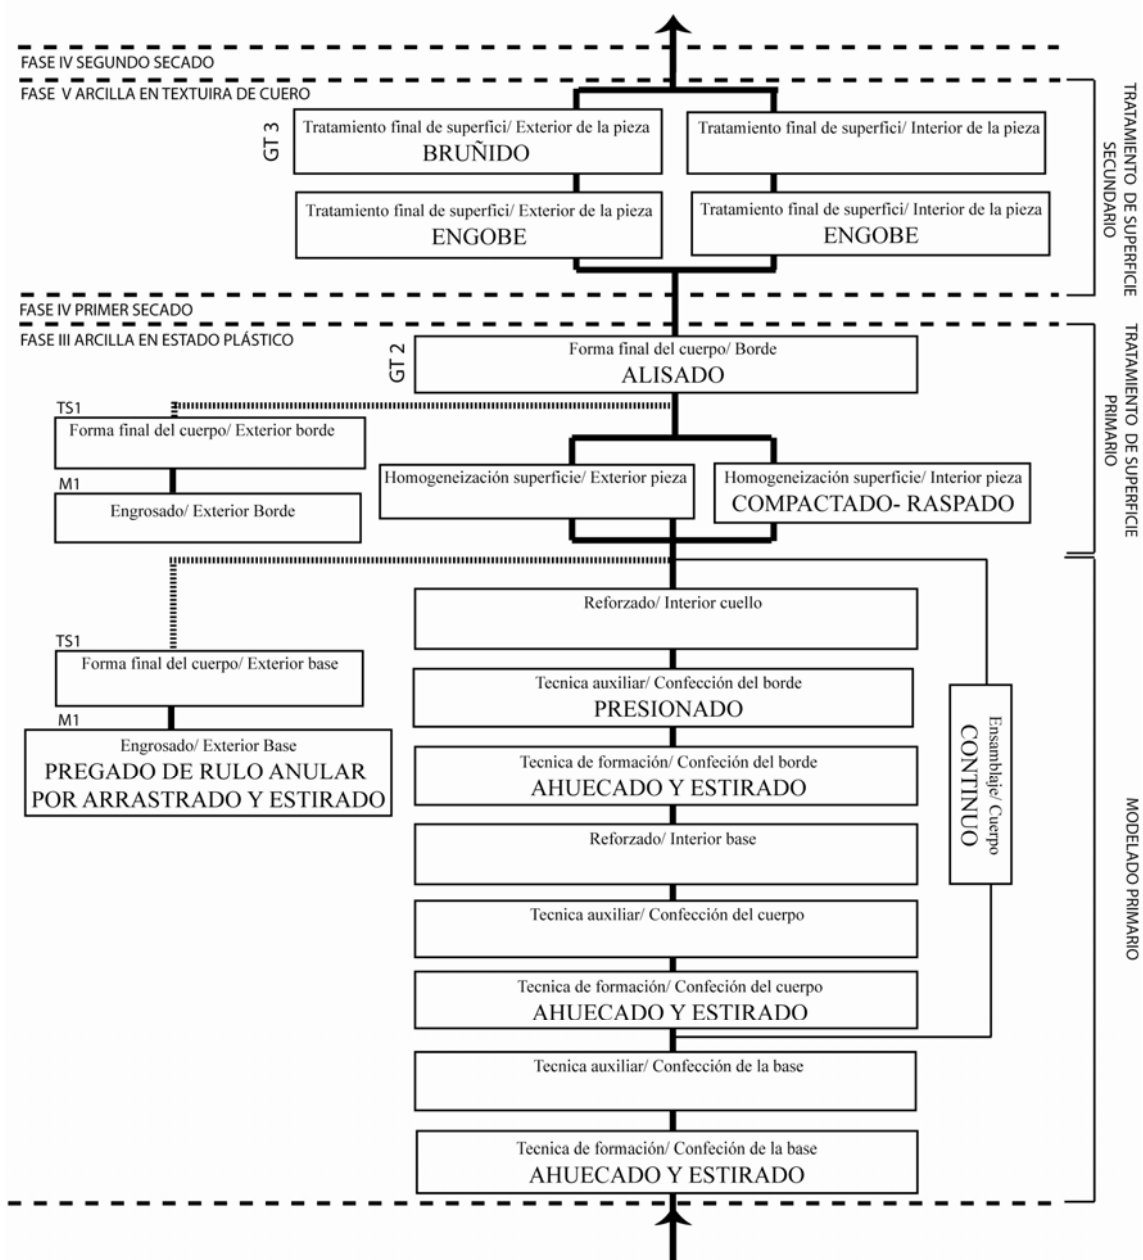 FASE IV SEGUNDO SECADO
FASE V ARCILLA EN TEXTUIRA DE CUERO
GT 3
Tratamiento final de superfici/ Exterior de la pieza
BRUÑIDO
Tratamiento final de superfici/ Interior de la pieza
Tratamiento final de superfici/ Exterior de la pieza
ENGOBE
Tratamiento final de superfici/ Interior de la pieza
ENGOBE
TRATAMIENTO DE SUPERFICIE
SECUNDARIO
FASE IV PRIMER SECADO
FASE III ARCILLA EN ESTADO PLÁSTICO
GT 2
Forma final del cuerpo/ Borde
ALISADO
TS1
Forma final del cuerpo/ Exterior borde
M1
Engrosado/ Exterior Borde
Homogeneización superficie/ Exterior pieza
Homogeneización superficie/ Interior pieza
COMPACTADO- RASPADO
TRATAMIENTO DE SUPERFICIE
PRIMARIO
Reforzado/ Interior cuello
TS1
Forma final del cuerpo/ Exterior base
M1
Engrosado/ Exterior Base
PREGADO DE RULO ANULAR
POR ARRASTRADO Y ESTIRADO
Tecnica auxiliar/ Confección del borde
PRESIONADO
Tecnica de formación/ Confeción del borde
AHUECADO Y ESTIRADO
Reforzado/ Interior base
Tecnica auxiliar/ Confección del cuerpo
Tecnica de formación/ Confeción del cuerpo
AHUECADO Y ESTIRADO
Tecnica auxiliar/ Confección de la base
Tecnica de formación/ Confeción de la base
AHUECADO Y ESTIRADO
Ensamblaje/ Cuerpo
CONTINUO
MODELADO PRIMARIO